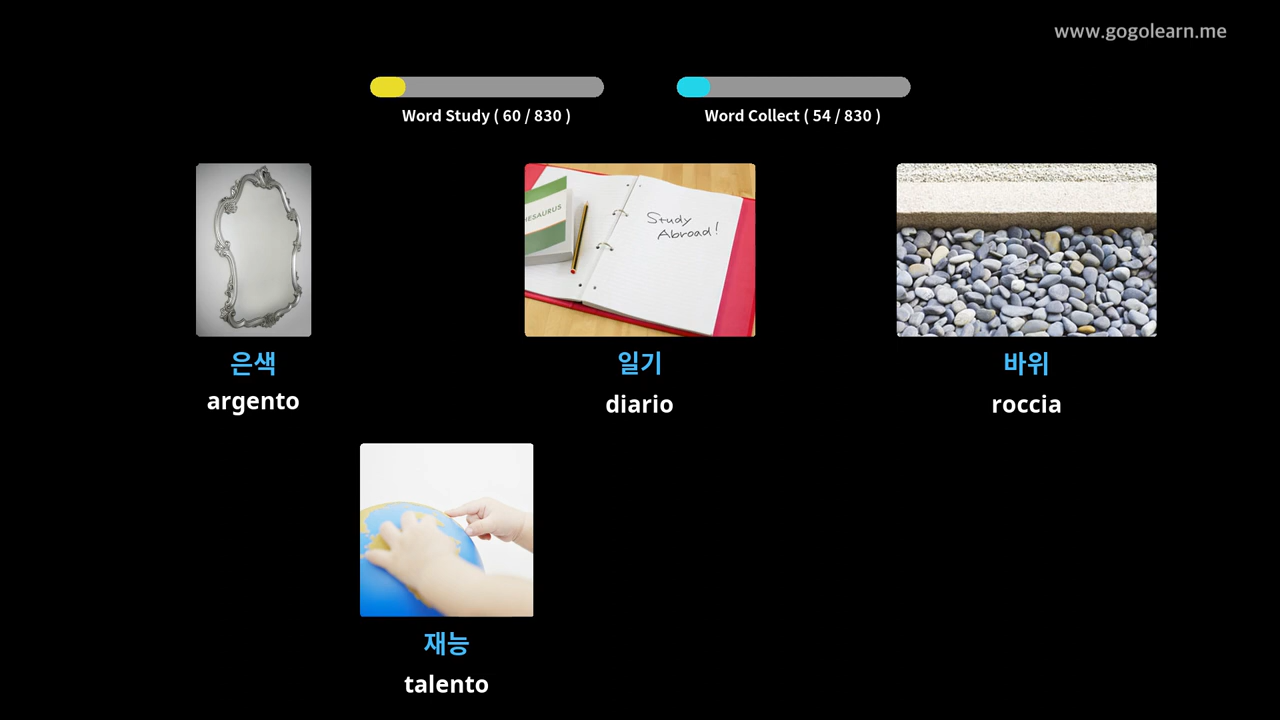 www.gogolearn.me
Word Study ( 60 / 830 )
Word Collect ( 54 / 830 )
HESAURUS
Study
Abroad!
은색
argento
일기
diario
바위
roccia
재능
talento